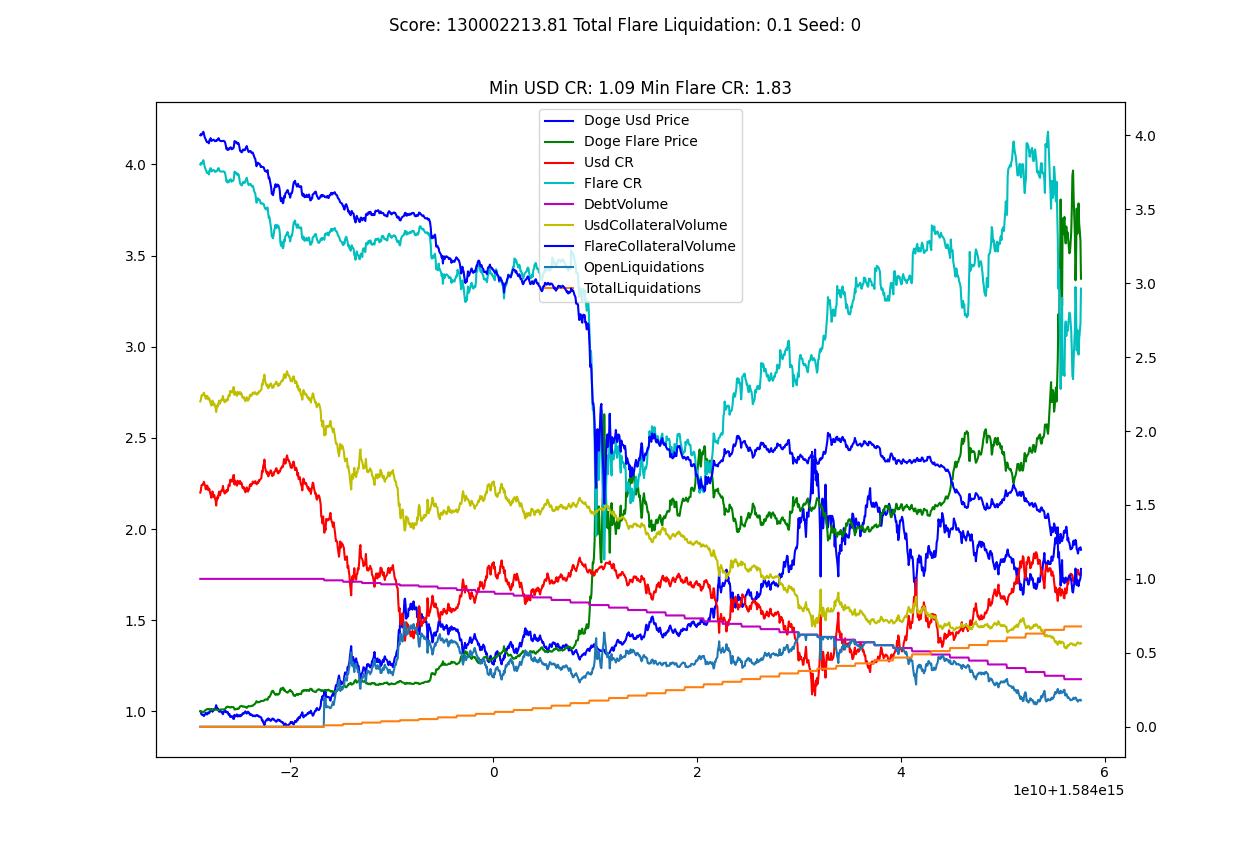 Score: 130002213.81 Total Flare Liquidation: 0.1 Seed: 0
Min USD CR: 1.09 Min Flare CR: 1.83
Doge Usd Price
Doge Flare Price
Usd CR
Flare CR
DebtVolume
UsdCollateralVolume
FlareCollateralVolume
OpenLiquidations
TotalLiquidations
4.0
3.5
3.0
2.5
2.0
1.5
1.0
4.0
3.5
3.0
2.5
2.0
1.5
1.0
0.5
0.0
−2
0
2
4
6
1e10+1.584e15